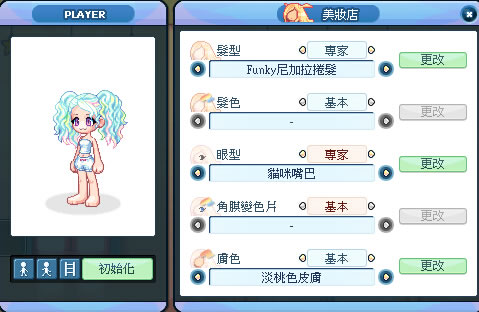 PLAYER
初始化
美妝店
髮型
專家
Funky尼加拉捲髮
更改
髮色
基本
-
更改
眼型
專家
貓咪嘴巴
更改
角膜變色片
基本
-
更改
膚色
基本
淡桃色皮膚
更改